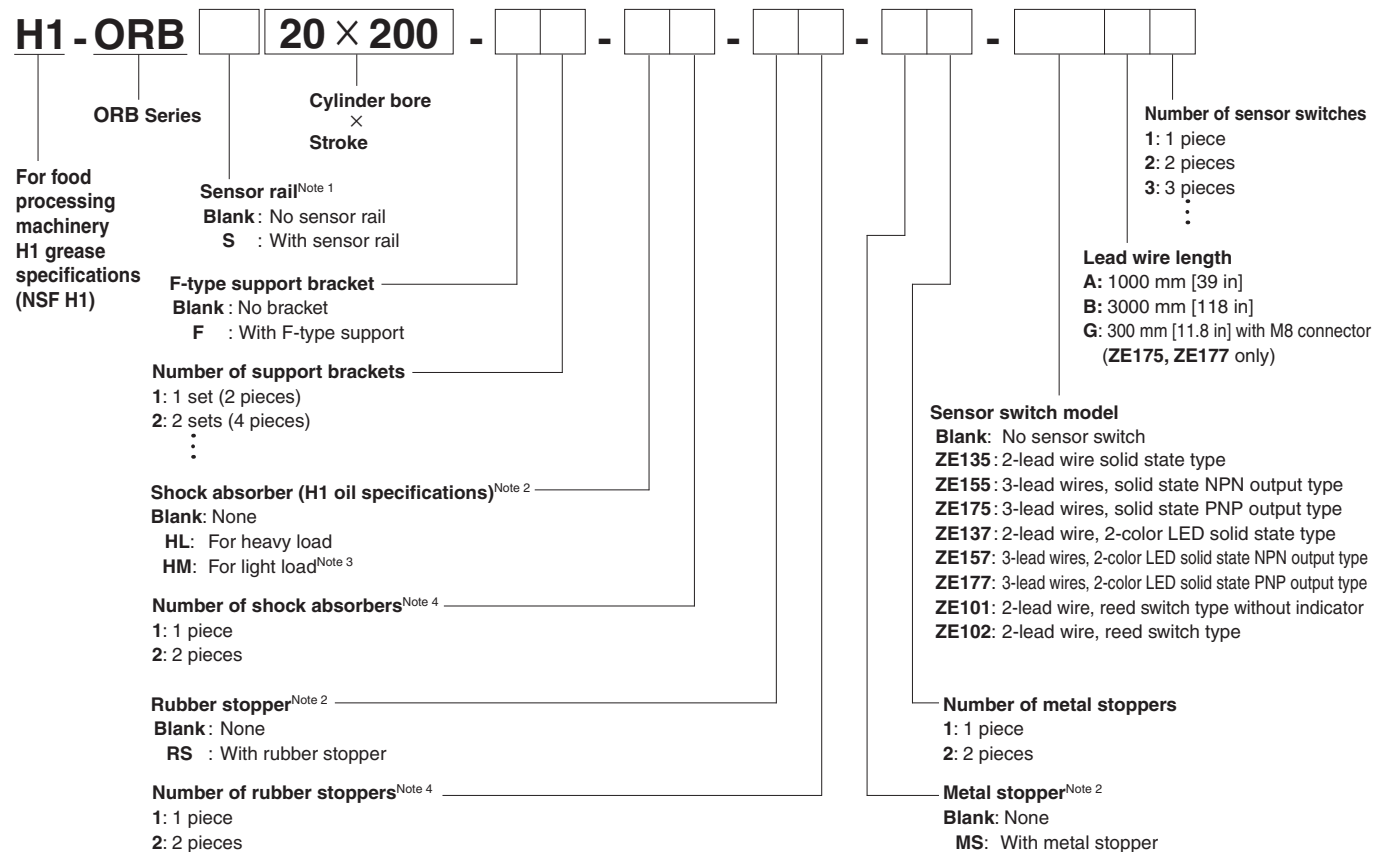 H1 - ORB 20 × 200 - - - - -
ORB Series
Cylinder bore
×
Stroke
For food
processing
machinery
H1 grease
specifications
(NSF H1)
Sensor rail Note 1
Blank : No sensor rail
S : With sensor rail
F-type support bracket
Blank : No bracket
F : With F-type support
Number of support brackets
1: 1 set (2 pieces)
2: 2 sets (4 pieces)
⋮
Shock absorber (H1 oil specifications) Note 2
Blank: None
HL: For heavy load
HM: For light load Note 3
Number of shock absorbers Note 4
1: 1 piece
2: 2 pieces
Rubber stopper Note 2
Blank : None
RS : With rubber stopper
Number of rubber stoppers Note 4
1: 1 piece
2: 2 pieces
Number of sensor switches
1: 1 piece
2: 2 pieces
3: 3 pieces
⋮
Lead wire length
A: 1000 mm [39 in]
B: 3000 mm [118 in]
G: 300 mm [11.8 in] with M8 connector
(ZE175, ZE177 only)
Sensor switch model
Blank: No sensor switch
ZE135: 2-lead wire solid state type
ZE155: 3-lead wires, solid state NPN output type
ZE175: 3-lead wires, solid state PNP output type
ZE137: 2-lead wire, 2-color LED solid state type
ZE157: 3-lead wires, 2-color LED solid state NPN output type
ZE177: 3-lead wires, 2-color LED solid state PNP output type
ZE101: 2-lead wire, reed switch type without indicator
ZE102: 2-lead wire, reed switch type
Number of metal stoppers
1: 1 piece
2: 2 pieces
Metal stopper Note 2
Blank: None
MS: With metal stopper